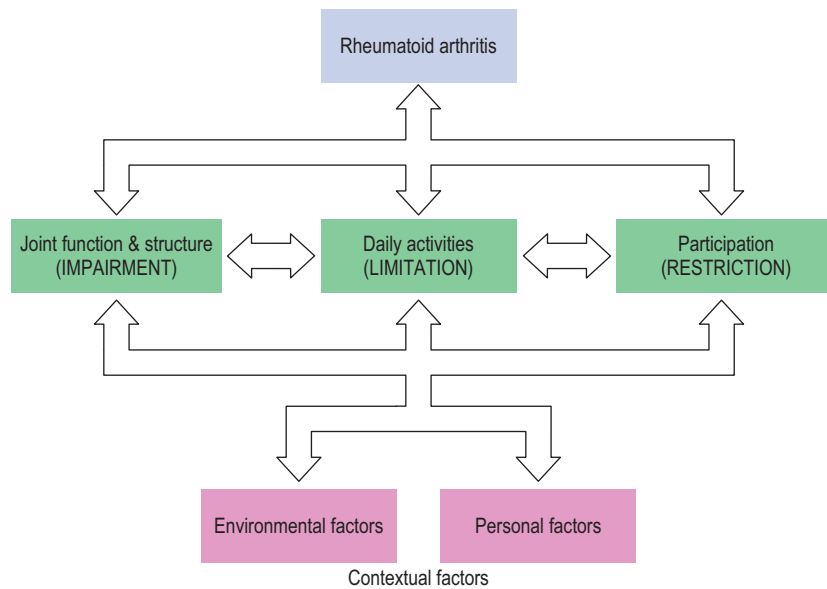 Rheumatoid arthritis
Joint function & structure
(IMPAIRMENT)
Daily activities
(LIMITATION)
Participation
(RESTRICTION)
Environmental factors
Personal factors
Contextual factors